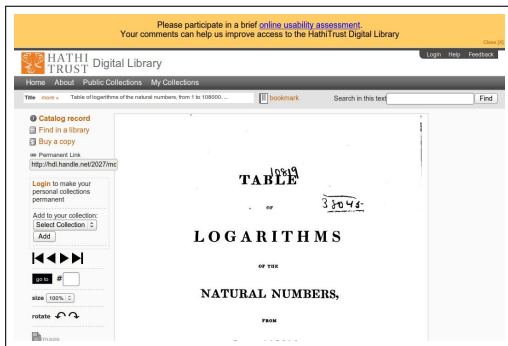 Please participate in a brief online usability assessment.
Your comments can help us improve access to the HathiTrust Digital Library
Close [X]
HATHI TRUST Digital Library
Login Help Feedback
Home About Public Collections My Collections
Title more » Table of logarithms of the natural numbers, from 1 to 108000. ... bookmark Search in this text Find
Catalog record
Find in a library
Buy a copy
Permanent Link
http://hdl.handle.net/2027/mc
Login to make your
personal collections
permanent
Add to your collection:
Select Collection
Add
go to #
size 100%
rotate
10819
TABLE
OF
38045
LOGARITHMS
OF THE
NATURAL NUMBERS,
FROM